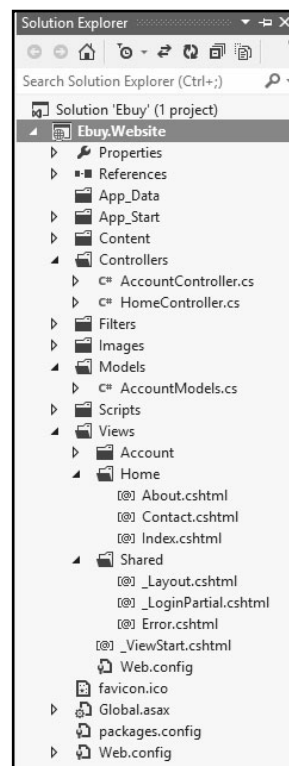 Solution Explorer
Search Solution Explorer (Ctrl+;)
Solution 'Ebuy' (1 project)
Ebuy.Website
Properties
References
App_Data
App_Start
Content
Controllers
C# AccountController.cs
C# HomeController.cs
Filters
Images
Models
C# AccountModels.cs
Scripts
Views
Account
Home
[@] About.cshtml
[@] Contact.cshtml
[@] Index.cshtml
Shared
[@] _Layout.cshtml
[@] _LoginPartial.cshtml
[@] Error.cshtml
[@] _ViewStart.cshtml
Web.config
favicon.ico
Global.asax
packages.config
Web.config